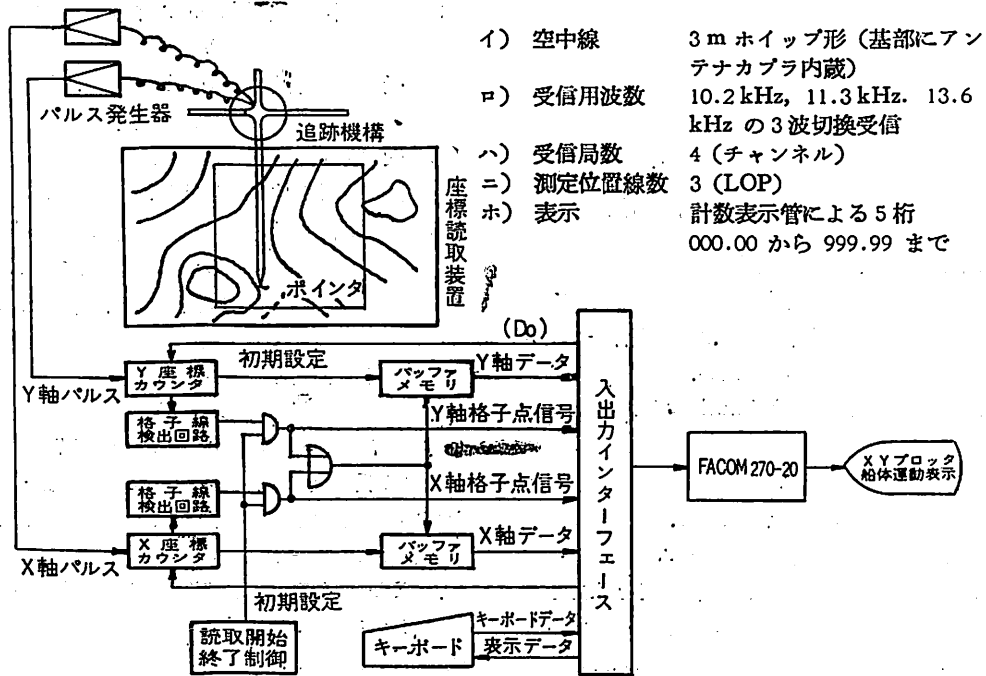 イ） 空中線 3 m ホイップ形（基部にアン
テナカプラ内蔵）
ロ） 受信用波数 10.2 kHz, 11.3 kHz. 13.6
kHz の 3 波切換受信
ハ） 受信局数 4（チャンネル）
ニ） 測定位置線数 3 (LOP)
ホ） 表示 計数表示管による 5 桁
000.00 から 999.99 まで
パルス発生器
追跡機構
座標読取装置
ポインタ
(Do)
初期設定
Y軸パルス
Y 座標
カウンタ
バッファ
メモリ
Y軸データ
格子線
検出回路
Y軸格子点信号
X軸格子点信号
格子線
検出回路
X軸パルス
X 座標
カウンタ
バッファ
メモリ
X軸データ
初期設定
読取開始
終了制御
キーボード
キーボードデータ
表示データ
入出力インターフェース
FACOM 270-20
XYプロッタ
船体運動表示